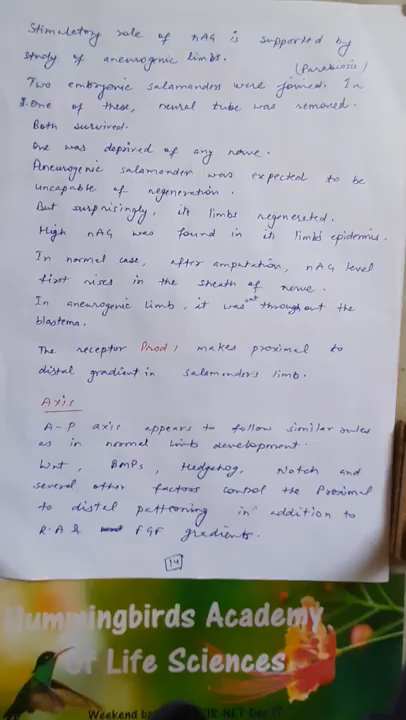 Stimulatory role of nAG is supported by
study of aneurogenic limbs.
(Parabiosis)
Two embryonic salamanders were joined. In
1. One of these, neural tube was removed.
Both survived.
One was deprived of any nerve.
Aneurogenic salamander was expected to be
uncapable of regeneration.
But surprisingly, its limbs regenerated.
High nAG was found in its limbs epidermis.
In normal case, after amputation, nAG level
first rises in the sheath of nerve.
In aneurogenic limb, it was throughout the
blastema.
The receptor Prod 1 makes proximal to
distal gradient in salamander's limb.
Axis
A-P axis appears to follow similar rules
as in normal limb development.
Wnt, BMPs, Hedgehog, Notch and
several other factors control the Proximal
to distal patterning in addition to
R.A & FGF gradients.
14
Hummingbirds Academy
of Life Sciences
Weekend